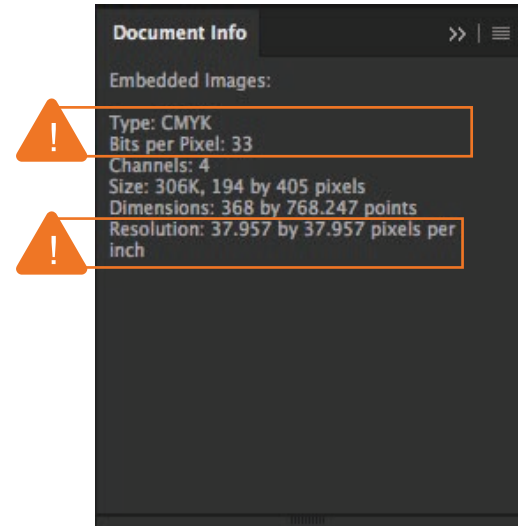 Document Info
Embedded Images:
!
Type: CMYK
Bits per Pixel: 33
Channels: 4
Size: 306K, 194 by 405 pixels
Dimensions: 368 by 768.247 points
!
Resolution: 37.957 by 37.957 pixels per
inch